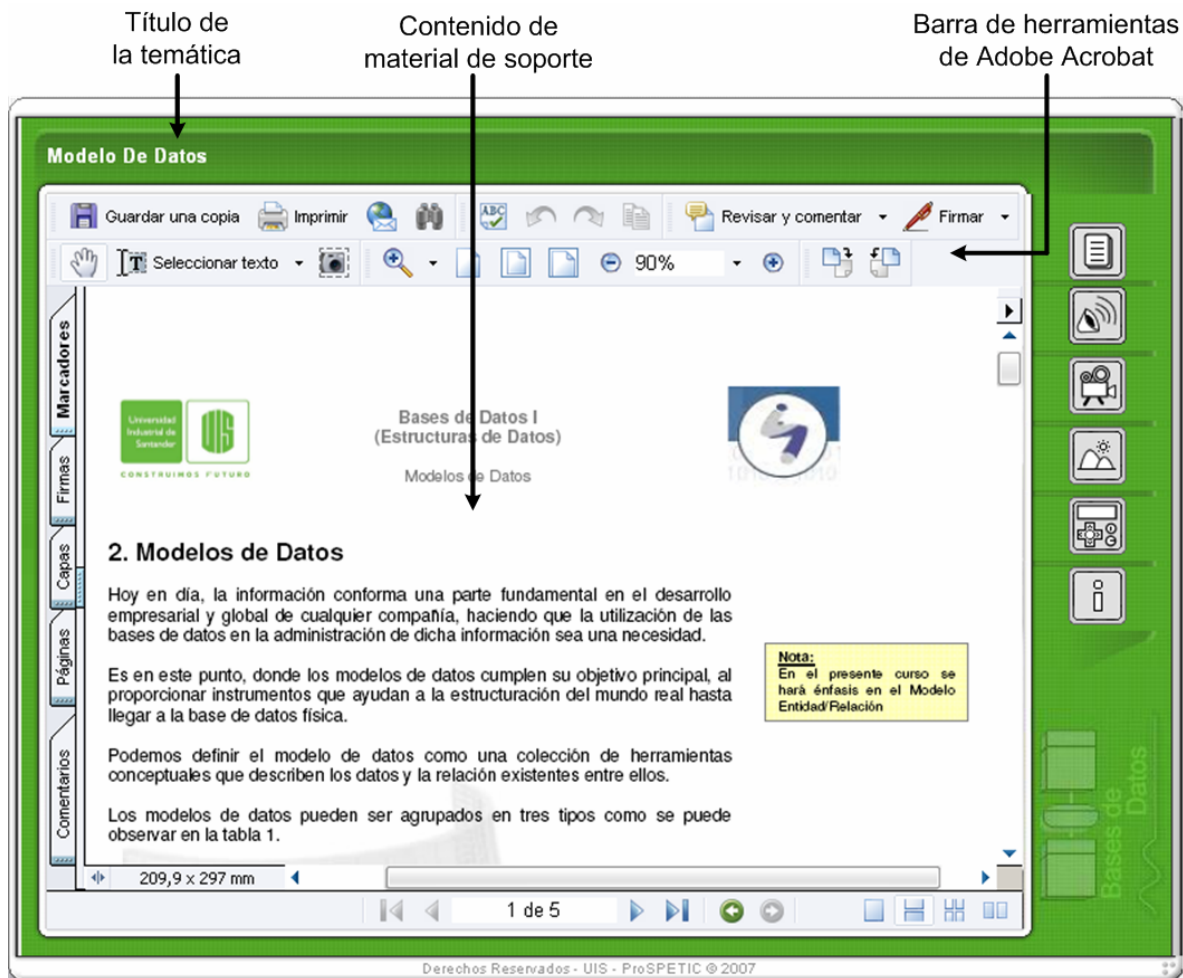 Título de
la temática
Contenido de
material de soporte
Barra de herramientas
de Adobe Acrobat
Modelo De Datos
Guardar una copia Imprimir ABC Revisar y comentar Firmar
T Seleccionar texto 90%
Marcadores
Firmas
Capas
Páginas
Comentarios
Universidad
Industrial de
Santander
UIS
CONSTRUIMOS FUTURO
Bases de Datos I
(Estructuras de Datos)
Modelos de Datos
2. Modelos de Datos
Hoy en día, la información conforma una parte fundamental en el desarrollo
empresarial y global de cualquier compañía, haciendo que la utilización de las
bases de datos en la administración de dicha información sea una necesidad.
Es en este punto, donde los modelos de datos cumplen su objetivo principal, al
proporcionar instrumentos que ayudan a la estructuración del mundo real hasta
llegar a la base de datos física.
Podemos definir el modelo de datos como una colección de herramientas
conceptuales que describen los datos y la relación existentes entre ellos.
Los modelos de datos pueden ser agrupados en tres tipos como se puede
observar en la tabla 1.
Nota:
En el presente curso se
hará énfasis en el Modelo
Entidad/Relación
209,9 x 297 mm
1 de 5
Bases de
Datos
Derechos Reservados - UIS - ProSPETIC @ 2007